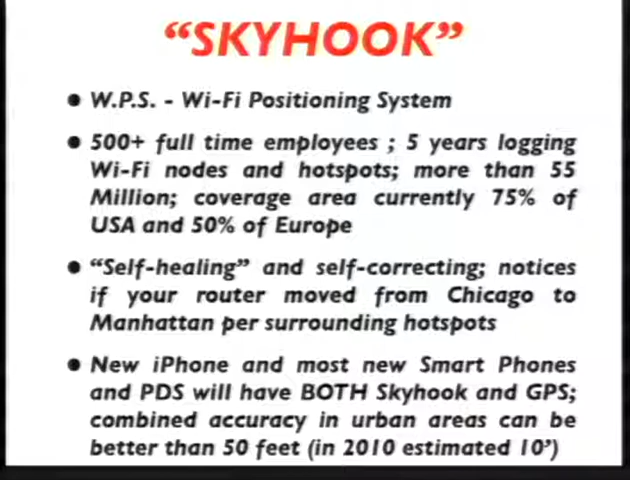 “SKYHOOK”
• W.P.S. - Wi-Fi Positioning System
• 500+ full time employees ; 5 years logging
Wi-Fi nodes and hotspots; more than 55
Million; coverage area currently 75% of
USA and 50% of Europe
• “Self-healing” and self-correcting; notices
if your router moved from Chicago to
Manhattan per surrounding hotspots
• New iPhone and most new Smart Phones
and PDS will have BOTH Skyhook and GPS;
combined accuracy in urban areas can be
better than 50 feet (in 2010 estimated 10’)